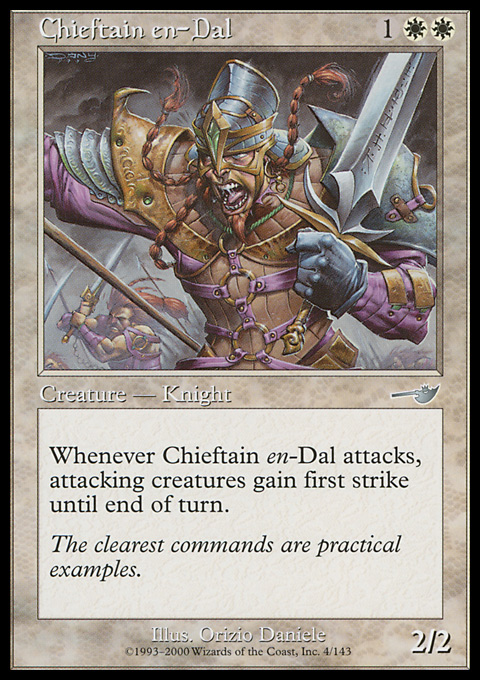 Chieftain en-Dal 1
DANY
Creature — Knight
Whenever Chieftain en-Dal attacks,
attacking creatures gain first strike
until end of turn.
The clearest commands are practical
examples.
Illus. Orizio Daniele
2/2
©1993–2000 Wizards of the Coast, Inc. 4/143